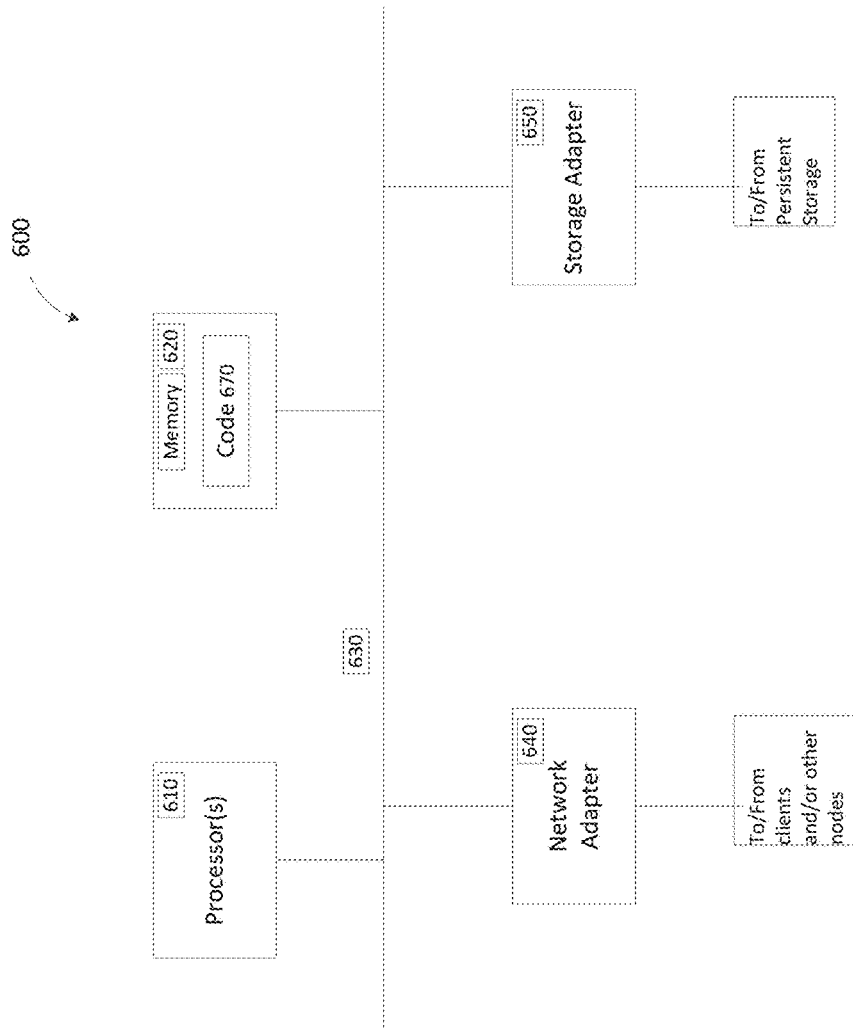 600
Processor(s)
610
Memory
620
Code 670
630
Network
Adapter
640
Storage Adapter
650
To/From
clients
and/or other
nodes
To/From
Persistent
Storage